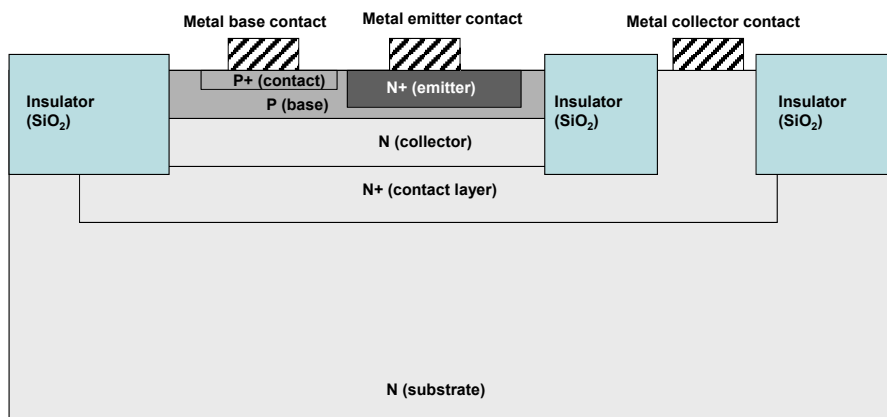 Metal base contact
Metal emitter contact
Metal collector contact
P+ (contact)
N+ (emitter)
P (base)
Insulator
(SiO₂)
Insulator
(SiO₂)
Insulator
(SiO₂)
N (collector)
N+ (contact layer)
N (substrate)